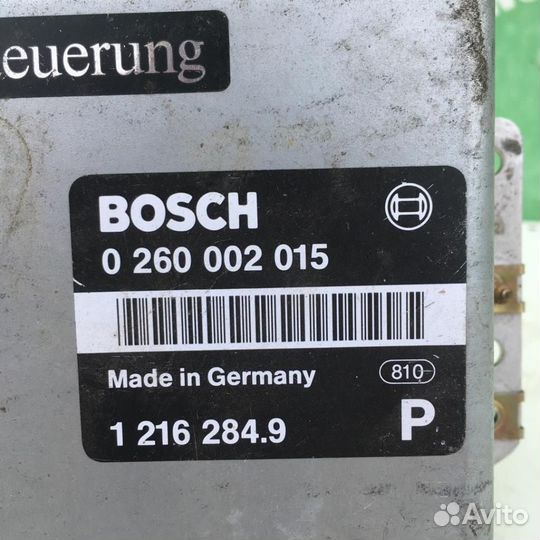 euerung
BOSCH
0 260 002 015
Made in Germany
810
1 216 284.9
P
Avito